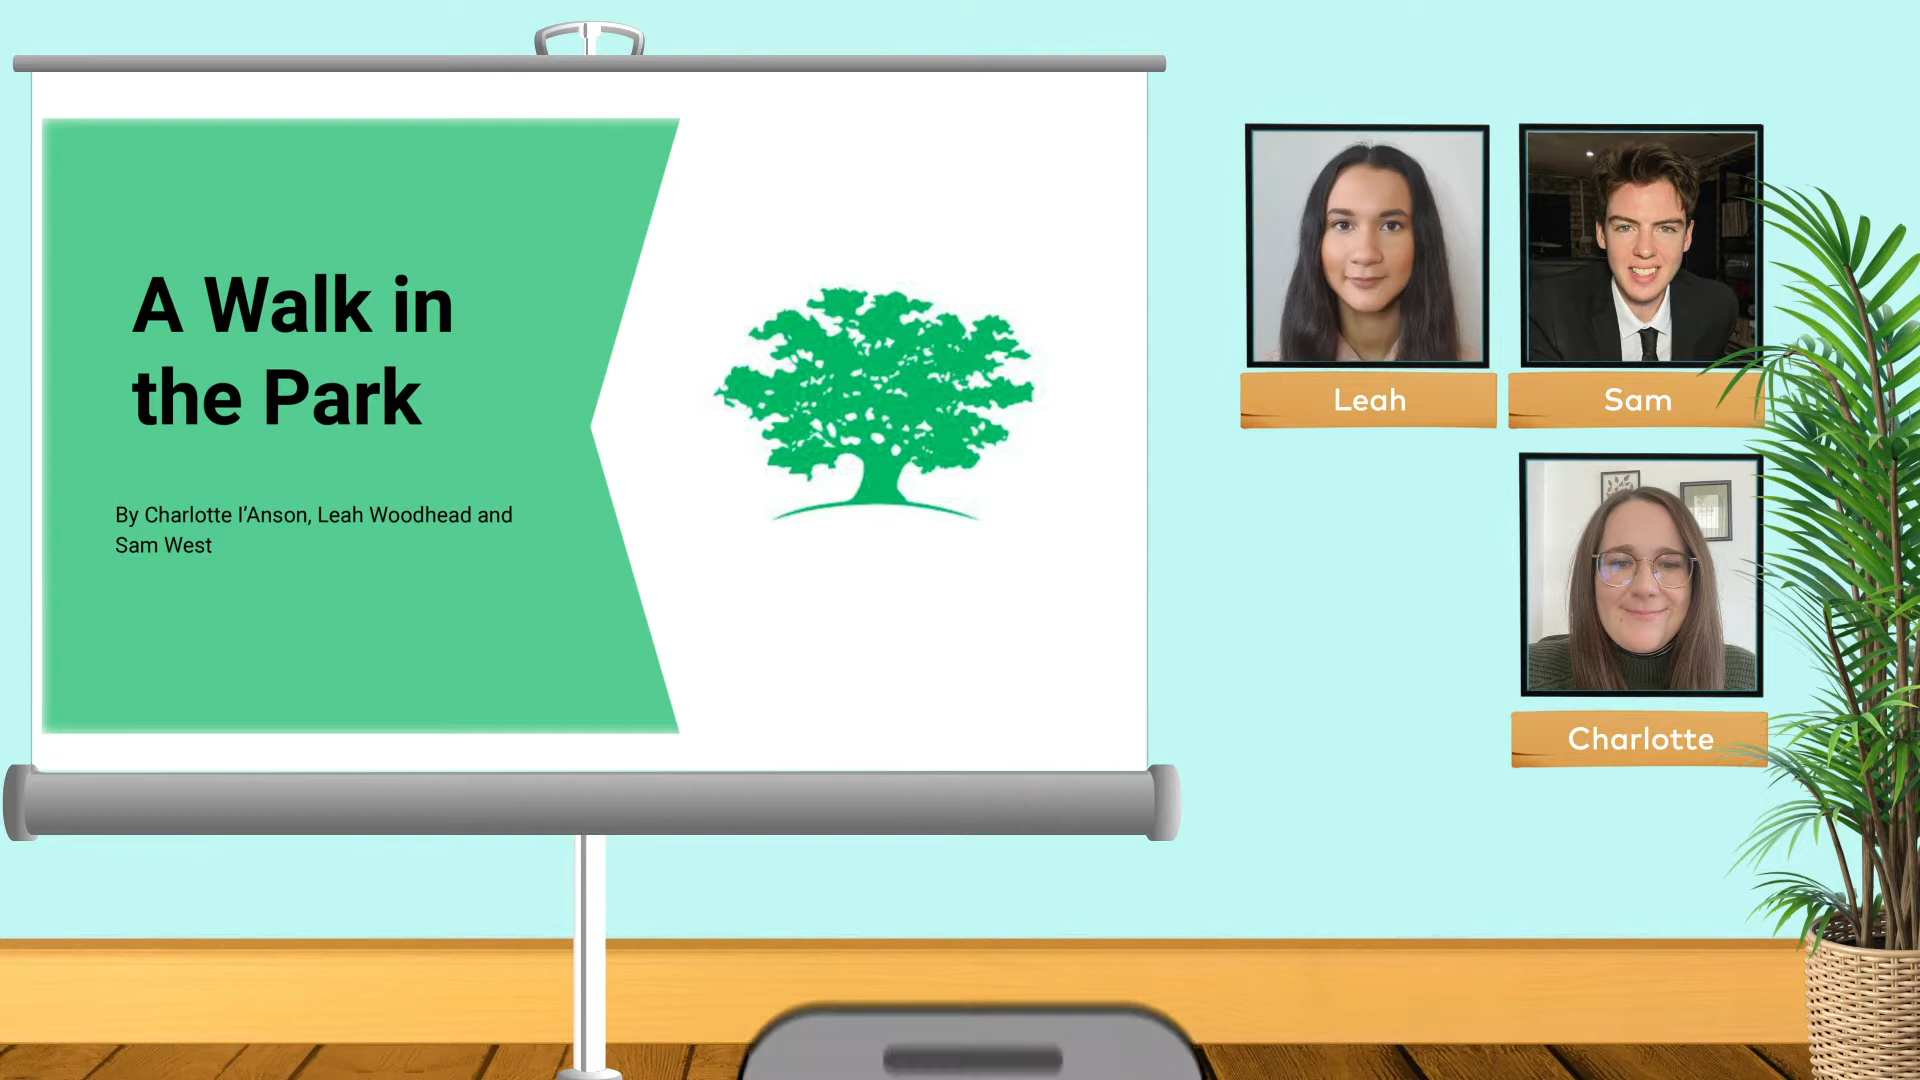 A Walk in
the Park
By Charlotte I'Anson, Leah Woodhead and
Sam West
Leah
Sam
Charlotte